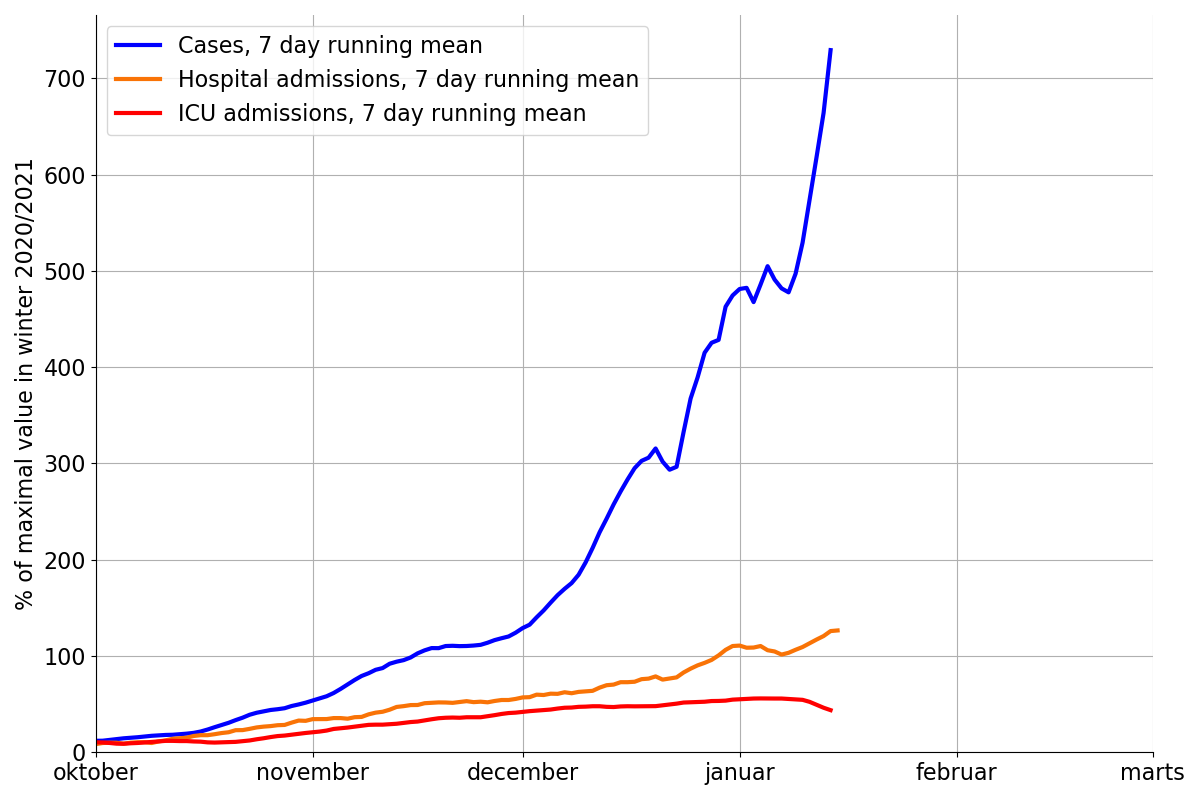 Cases, 7 day running mean
Hospital admissions, 7 day running mean
ICU admissions, 7 day running mean
% of maximal value in winter 2020/2021
700
600
500
400
300
200
100
0
oktober november december januar februar marts